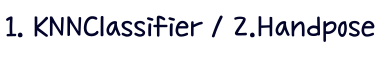 1. KNNClassifier / 2.Handpose